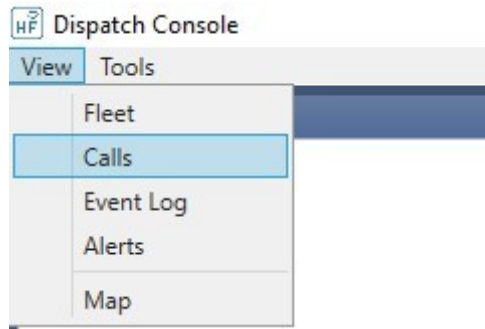 HF Dispatch Console
View Tools
Fleet
Calls
Event Log
Alerts
Map